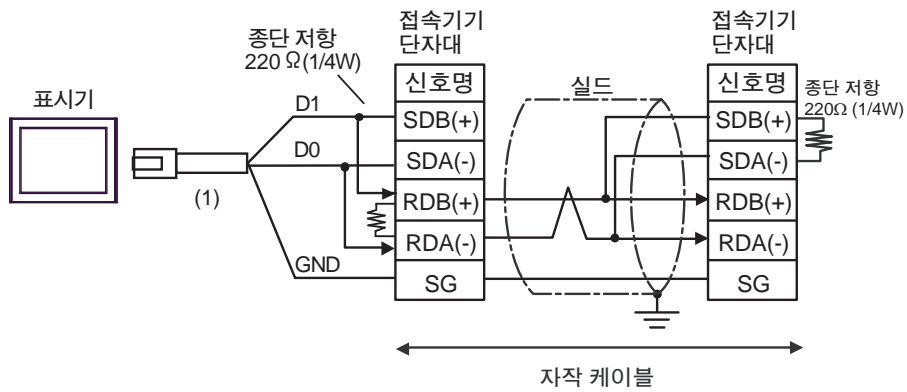 표시기
(1)
D1
D0
GND
종단 저항
220 Ω(1/4W)
접속기기
단자대
신호명
SDB(+)
SDA(-)
RDB(+)
RDA(-)
SG
실드
접속기기
단자대
신호명
SDB(+)
SDA(-)
RDB(+)
RDA(-)
SG
종단 저항
220Ω (1/4W)
자작 케이블